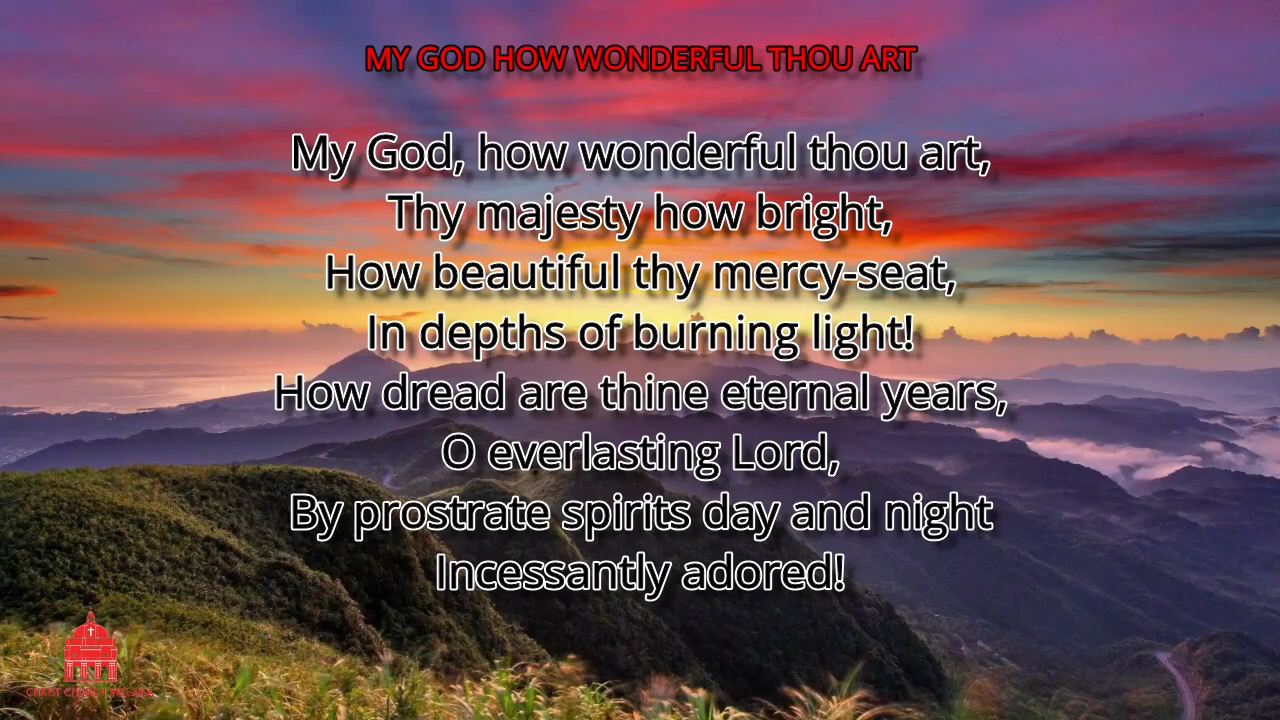 MY GOD HOW WONDERFUL THOU ART
My God, how wonderful thou art,
Thy majesty how bright,
How beautiful thy mercy-seat,
In depths of burning light!
How dread are thine eternal years,
O everlasting Lord,
By prostrate spirits day and night
Incessantly adored!
CHRIST CHURCH